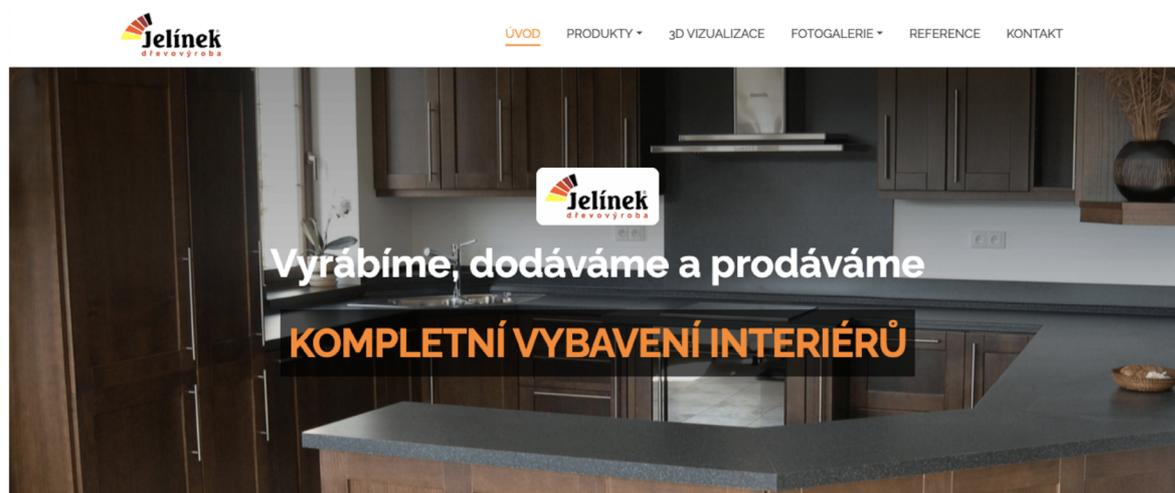 Jelínek
dřevovýroba
ÚVOD PRODUKTY 3D VIZUALIZACE FOTOGALERIE REFERENCE KONTAKT
Jelínek
dřevovýroba
Vyrábíme, dodáváme a prodáváme
KOMPLETNÍ VYBAVENÍ INTERIÉRŮ